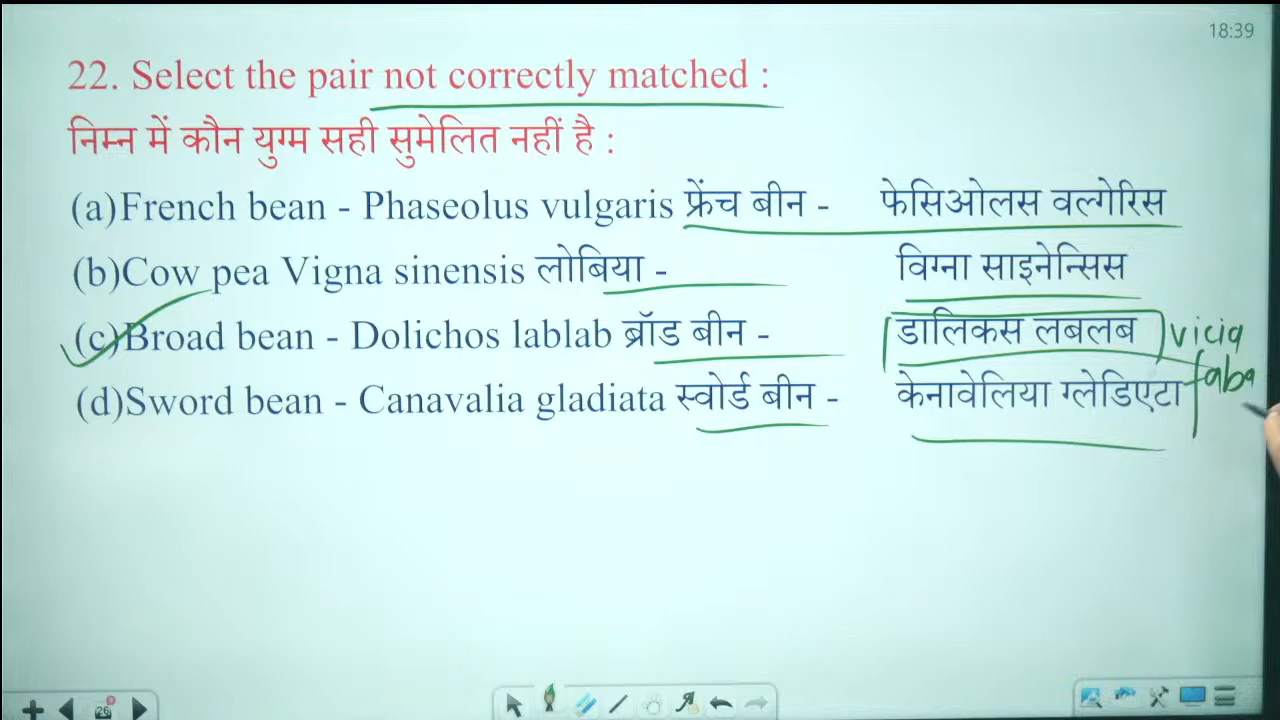 18:39
22. Select the pair not correctly matched :
निम्न में कौन युग्म सही सुमेलित नहीं है :
(a)French bean - Phaseolus vulgaris फ्रेंच बीन - फेसिओलस वल्गेरिस
(b)Cow pea Vigna sinensis लोबिया - विग्ना साइनेन्सिस
(c)Broad bean - Dolichos lablab ब्रॉड बीन - डालिकस लबलब vicia
faba
(d)Sword bean - Canavalia gladiata स्वोर्ड बीन - केनावेलिया ग्लेडिएटा
26